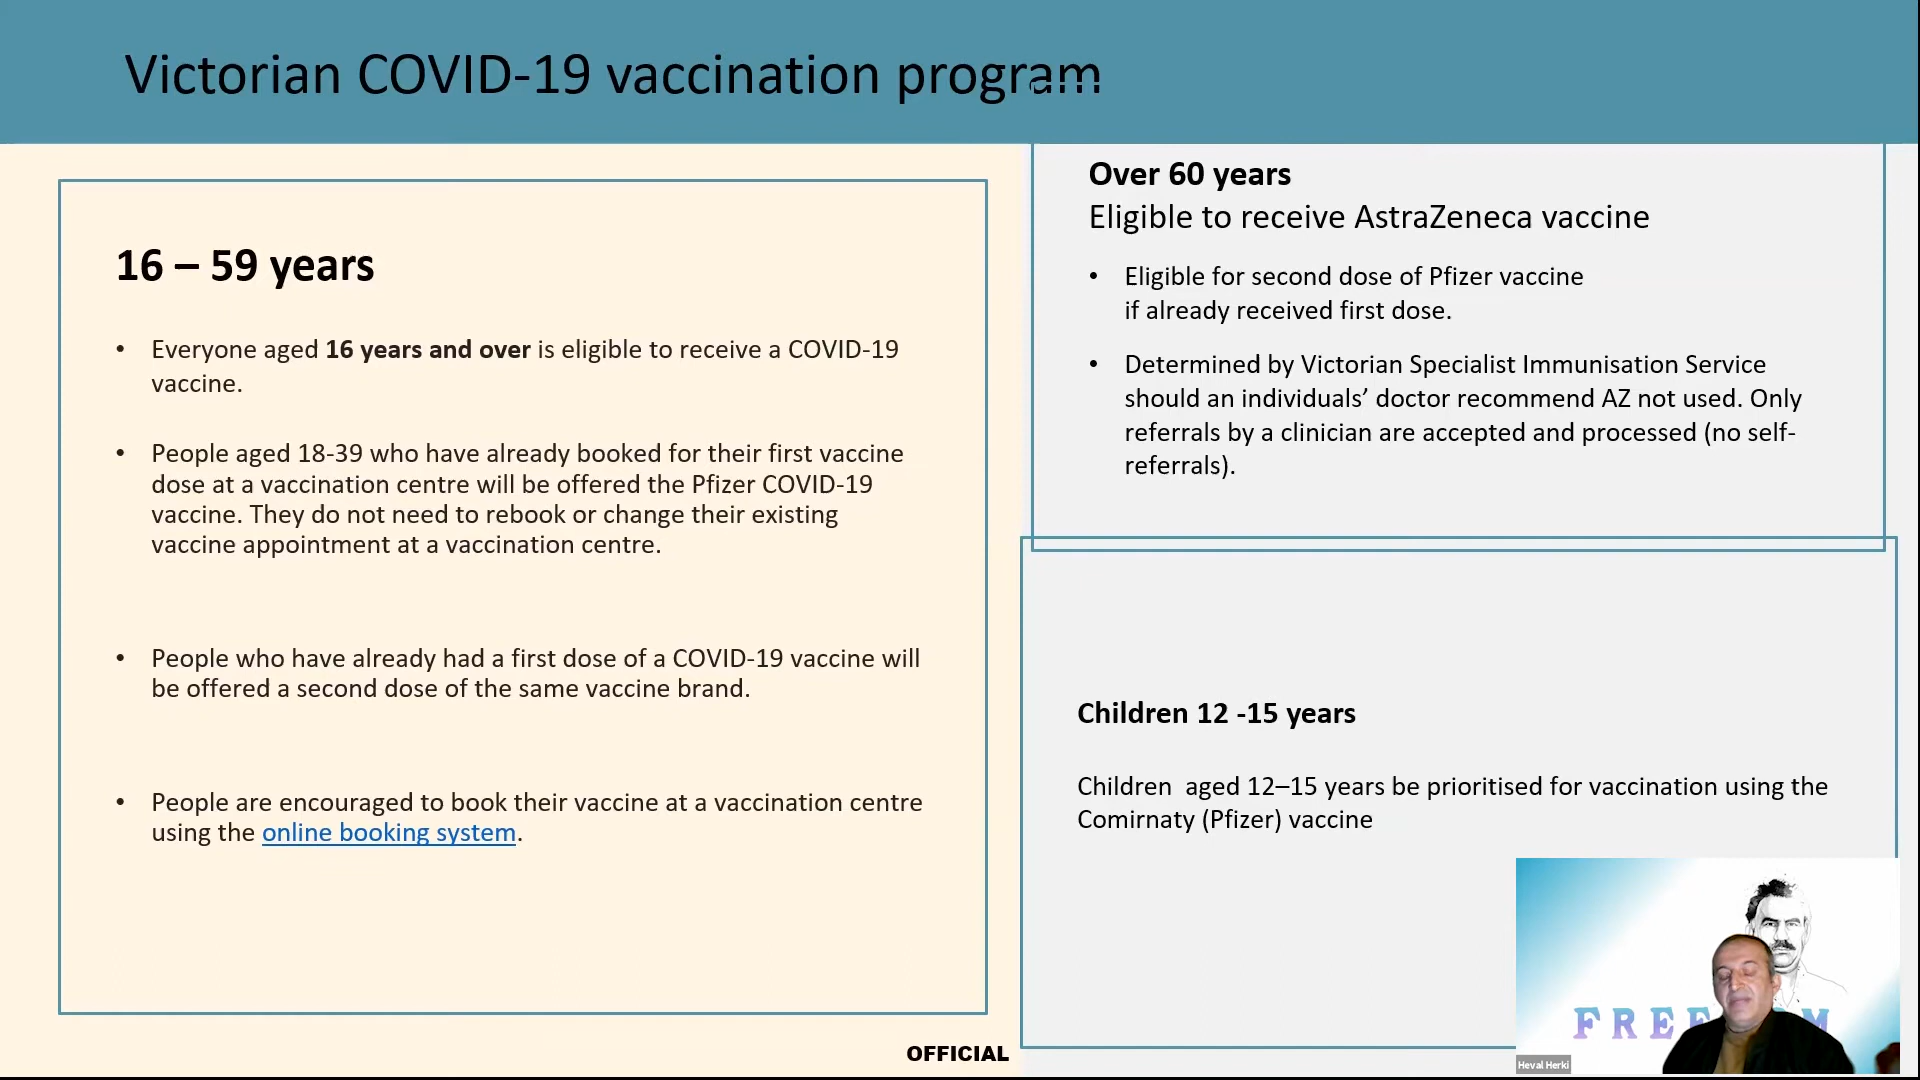 Victorian COVID-19 vaccination program
16 – 59 years
• Everyone aged 16 years and over is eligible to receive a COVID-19
vaccine.
• People aged 18-39 who have already booked for their first vaccine
dose at a vaccination centre will be offered the Pfizer COVID-19
vaccine. They do not need to rebook or change their existing
vaccine appointment at a vaccination centre.
• People who have already had a first dose of a COVID-19 vaccine will
be offered a second dose of the same vaccine brand.
• People are encouraged to book their vaccine at a vaccination centre
using the online booking system.
Over 60 years
Eligible to receive AstraZeneca vaccine
• Eligible for second dose of Pfizer vaccine
if already received first dose.
• Determined by Victorian Specialist Immunisation Service
should an individuals’ doctor recommend AZ not used. Only
referrals by a clinician are accepted and processed (no self-
referrals).
Children 12 -15 years
Children  aged 12–15 years be prioritised for vaccination using the
Comirnaty (Pfizer) vaccine
OFFICIAL
Heval Herki